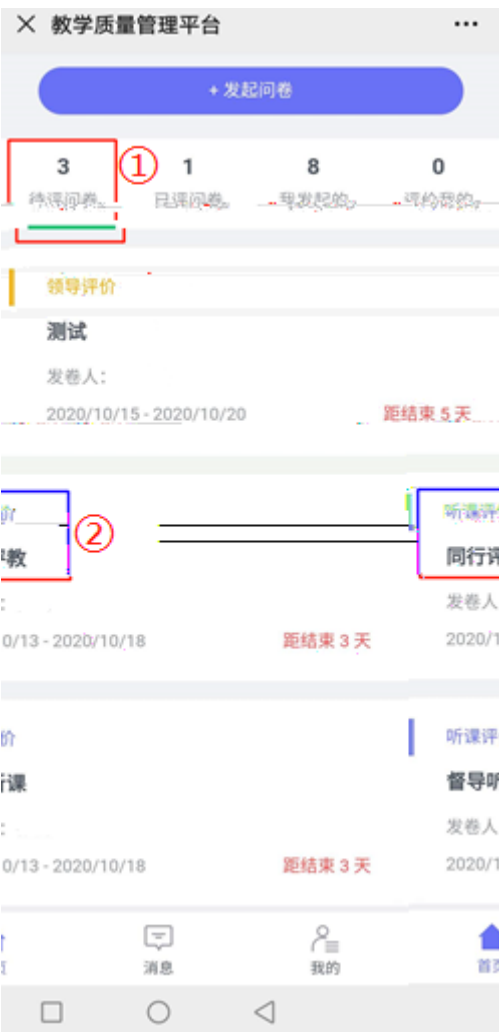 教学质量管理平台
+ 发起问卷
3 1 8 0
待评问卷 已评问卷 我发起的 评价我的
①
领导评价
测试
发卷人：
2020/10/15 - 2020/10/20 距结束 5 天
价 听课评
②
教 同行评
发卷人
0/13 - 2020/10/18 距结束 3 天 2020/1
价 听课评
听课 督导听
发卷人
0/13 - 2020/10/18 距结束 3 天 2020/1
消息 我的 首页